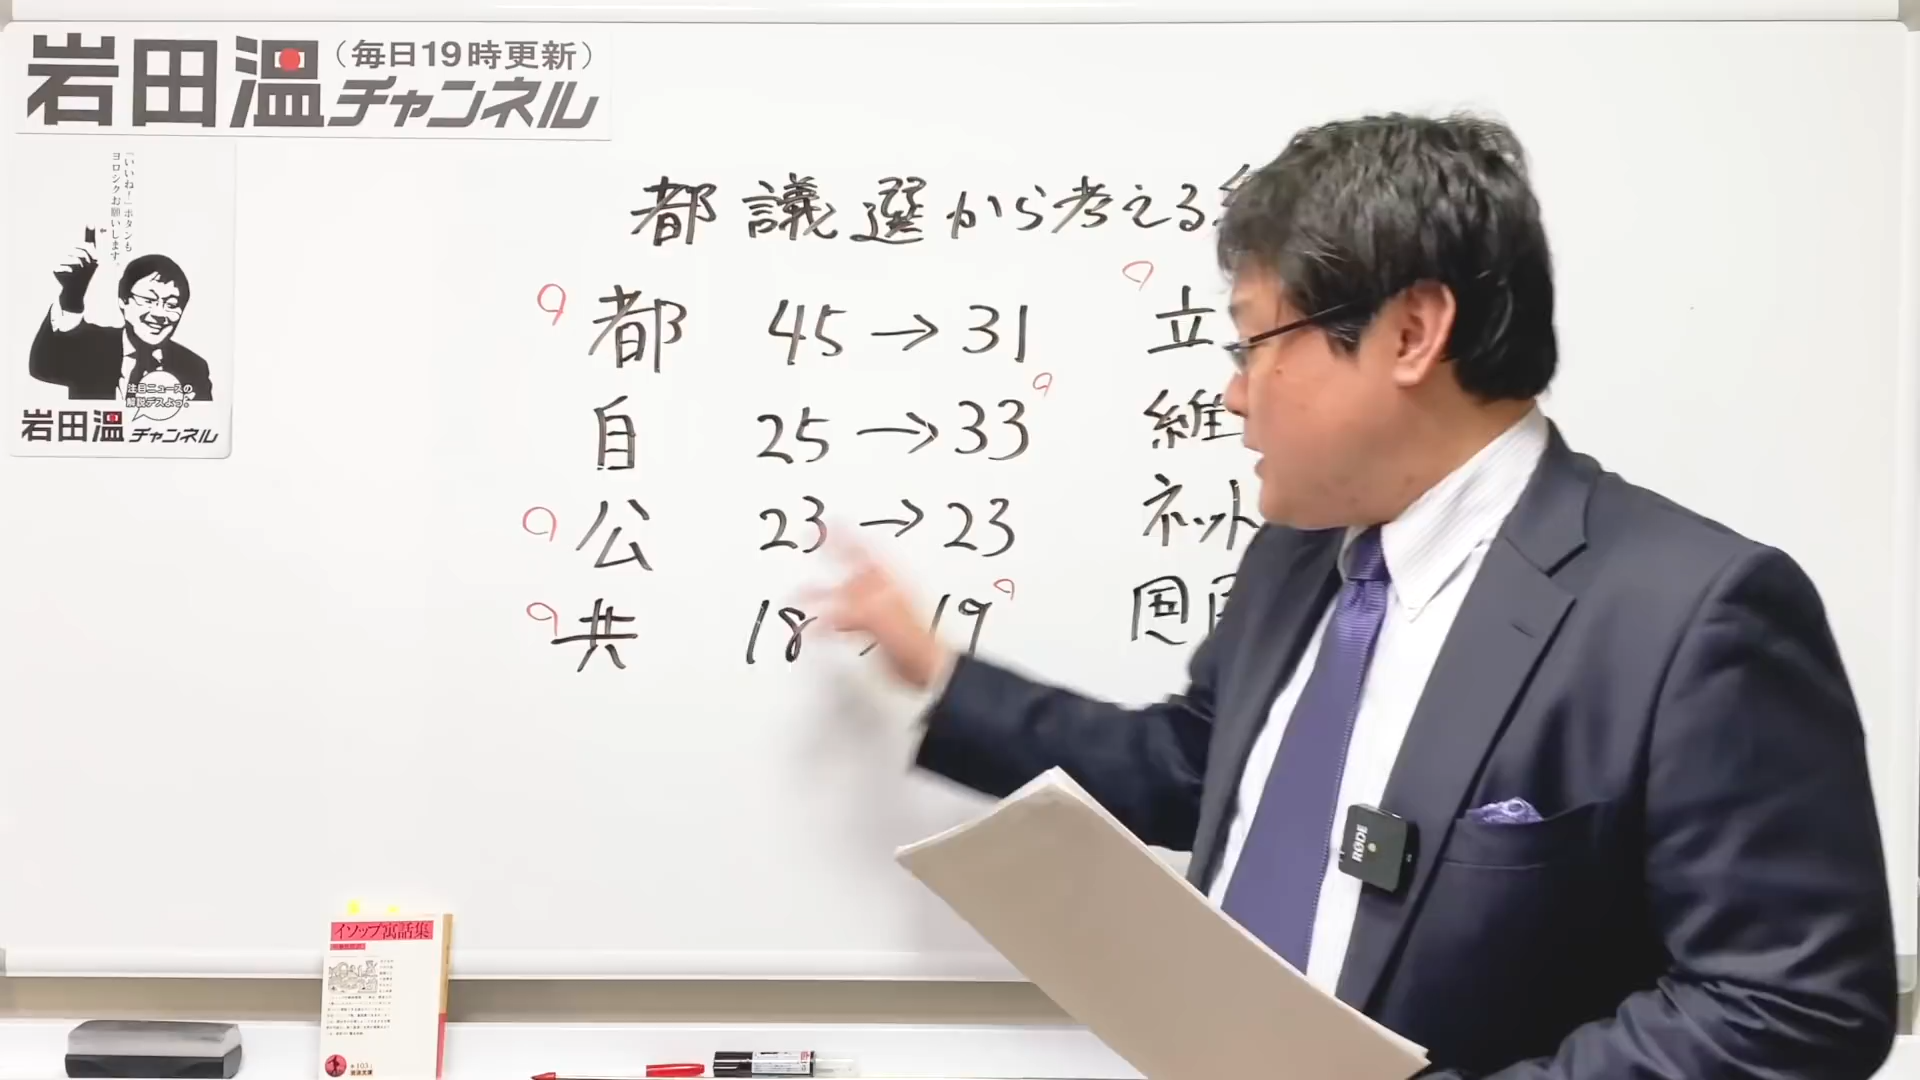 岩田温
(毎日19時更新)
チャンネル
「いいね!」ボタンも
ヨロシクお願いします。
注目ニュースの
解説デスよっ。
岩田温チャンネル
都議選から考える
都 45→31
自 25→33
公 23→23
共 18→19
立
維
ネット
イソップ寓話集
RØDE